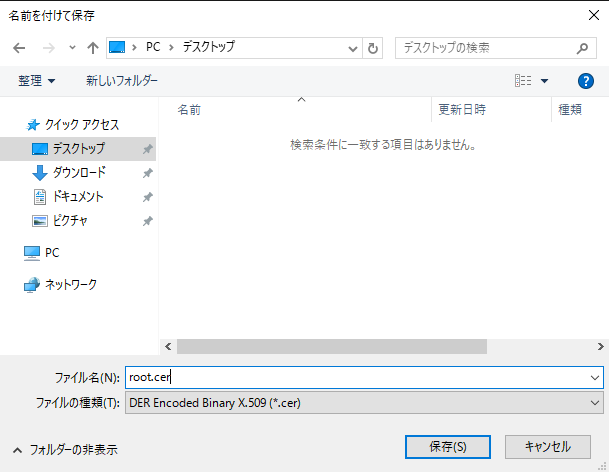 名前を付けて保存
PC デスクトップ
デスクトップの検索
整理 新しいフォルダー
名前 更新日時 種類
クイック アクセス
デスクトップ
ダウンロード
ドキュメント
ピクチャ
PC
ネットワーク
検索条件に一致する項目はありません。
ファイル名(N): root.cer
ファイルの種類(T): DER Encoded Binary X.509 (*.cer)
フォルダーの非表示
保存(S) キャンセル